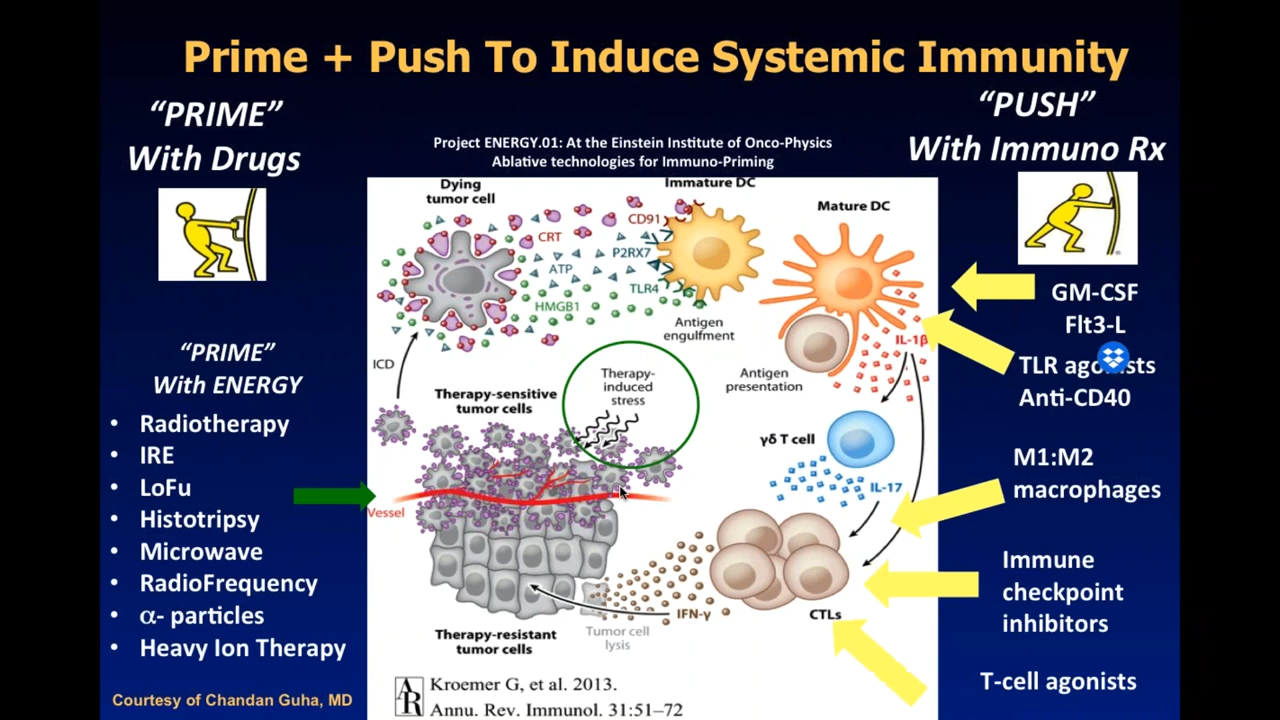 Prime + Push To Induce Systemic Immunity
“PRIME”
With Drugs
“PUSH”
With Immuno Rx
Project ENERGY.01: At the Einstein Institute of Onco-Physics
Ablative technologies for Immuno-Priming
“PRIME”
With ENERGY
• Radiotherapy
• IRE
• LoFu
• Histotripsy
• Microwave
• RadioFrequency
• α- particles
• Heavy Ion Therapy
Courtesy of Chandan Guha, MD
Dying
tumor cell
Immature DC
Mature DC
CD91
CRT
P2RX7
ATP
TLR4
HMGB1
Antigen
engulfment
IL-1β
ICD
Therapy-
induced
stress
Antigen
presentation
Therapy-sensitive
tumor cells
γδ T cell
IL-17
Vessel
IFN-γ
CTLs
Tumor cell
lysis
Therapy-resistant
tumor cells
AR
Kroemer G, et al. 2013.
Annu. Rev. Immunol. 31:51–72
GM-CSF
Flt3-L
TLR
Anti-CD40
M1:M2
macrophages
Immune
checkpoint
inhibitors
T-cell agonists